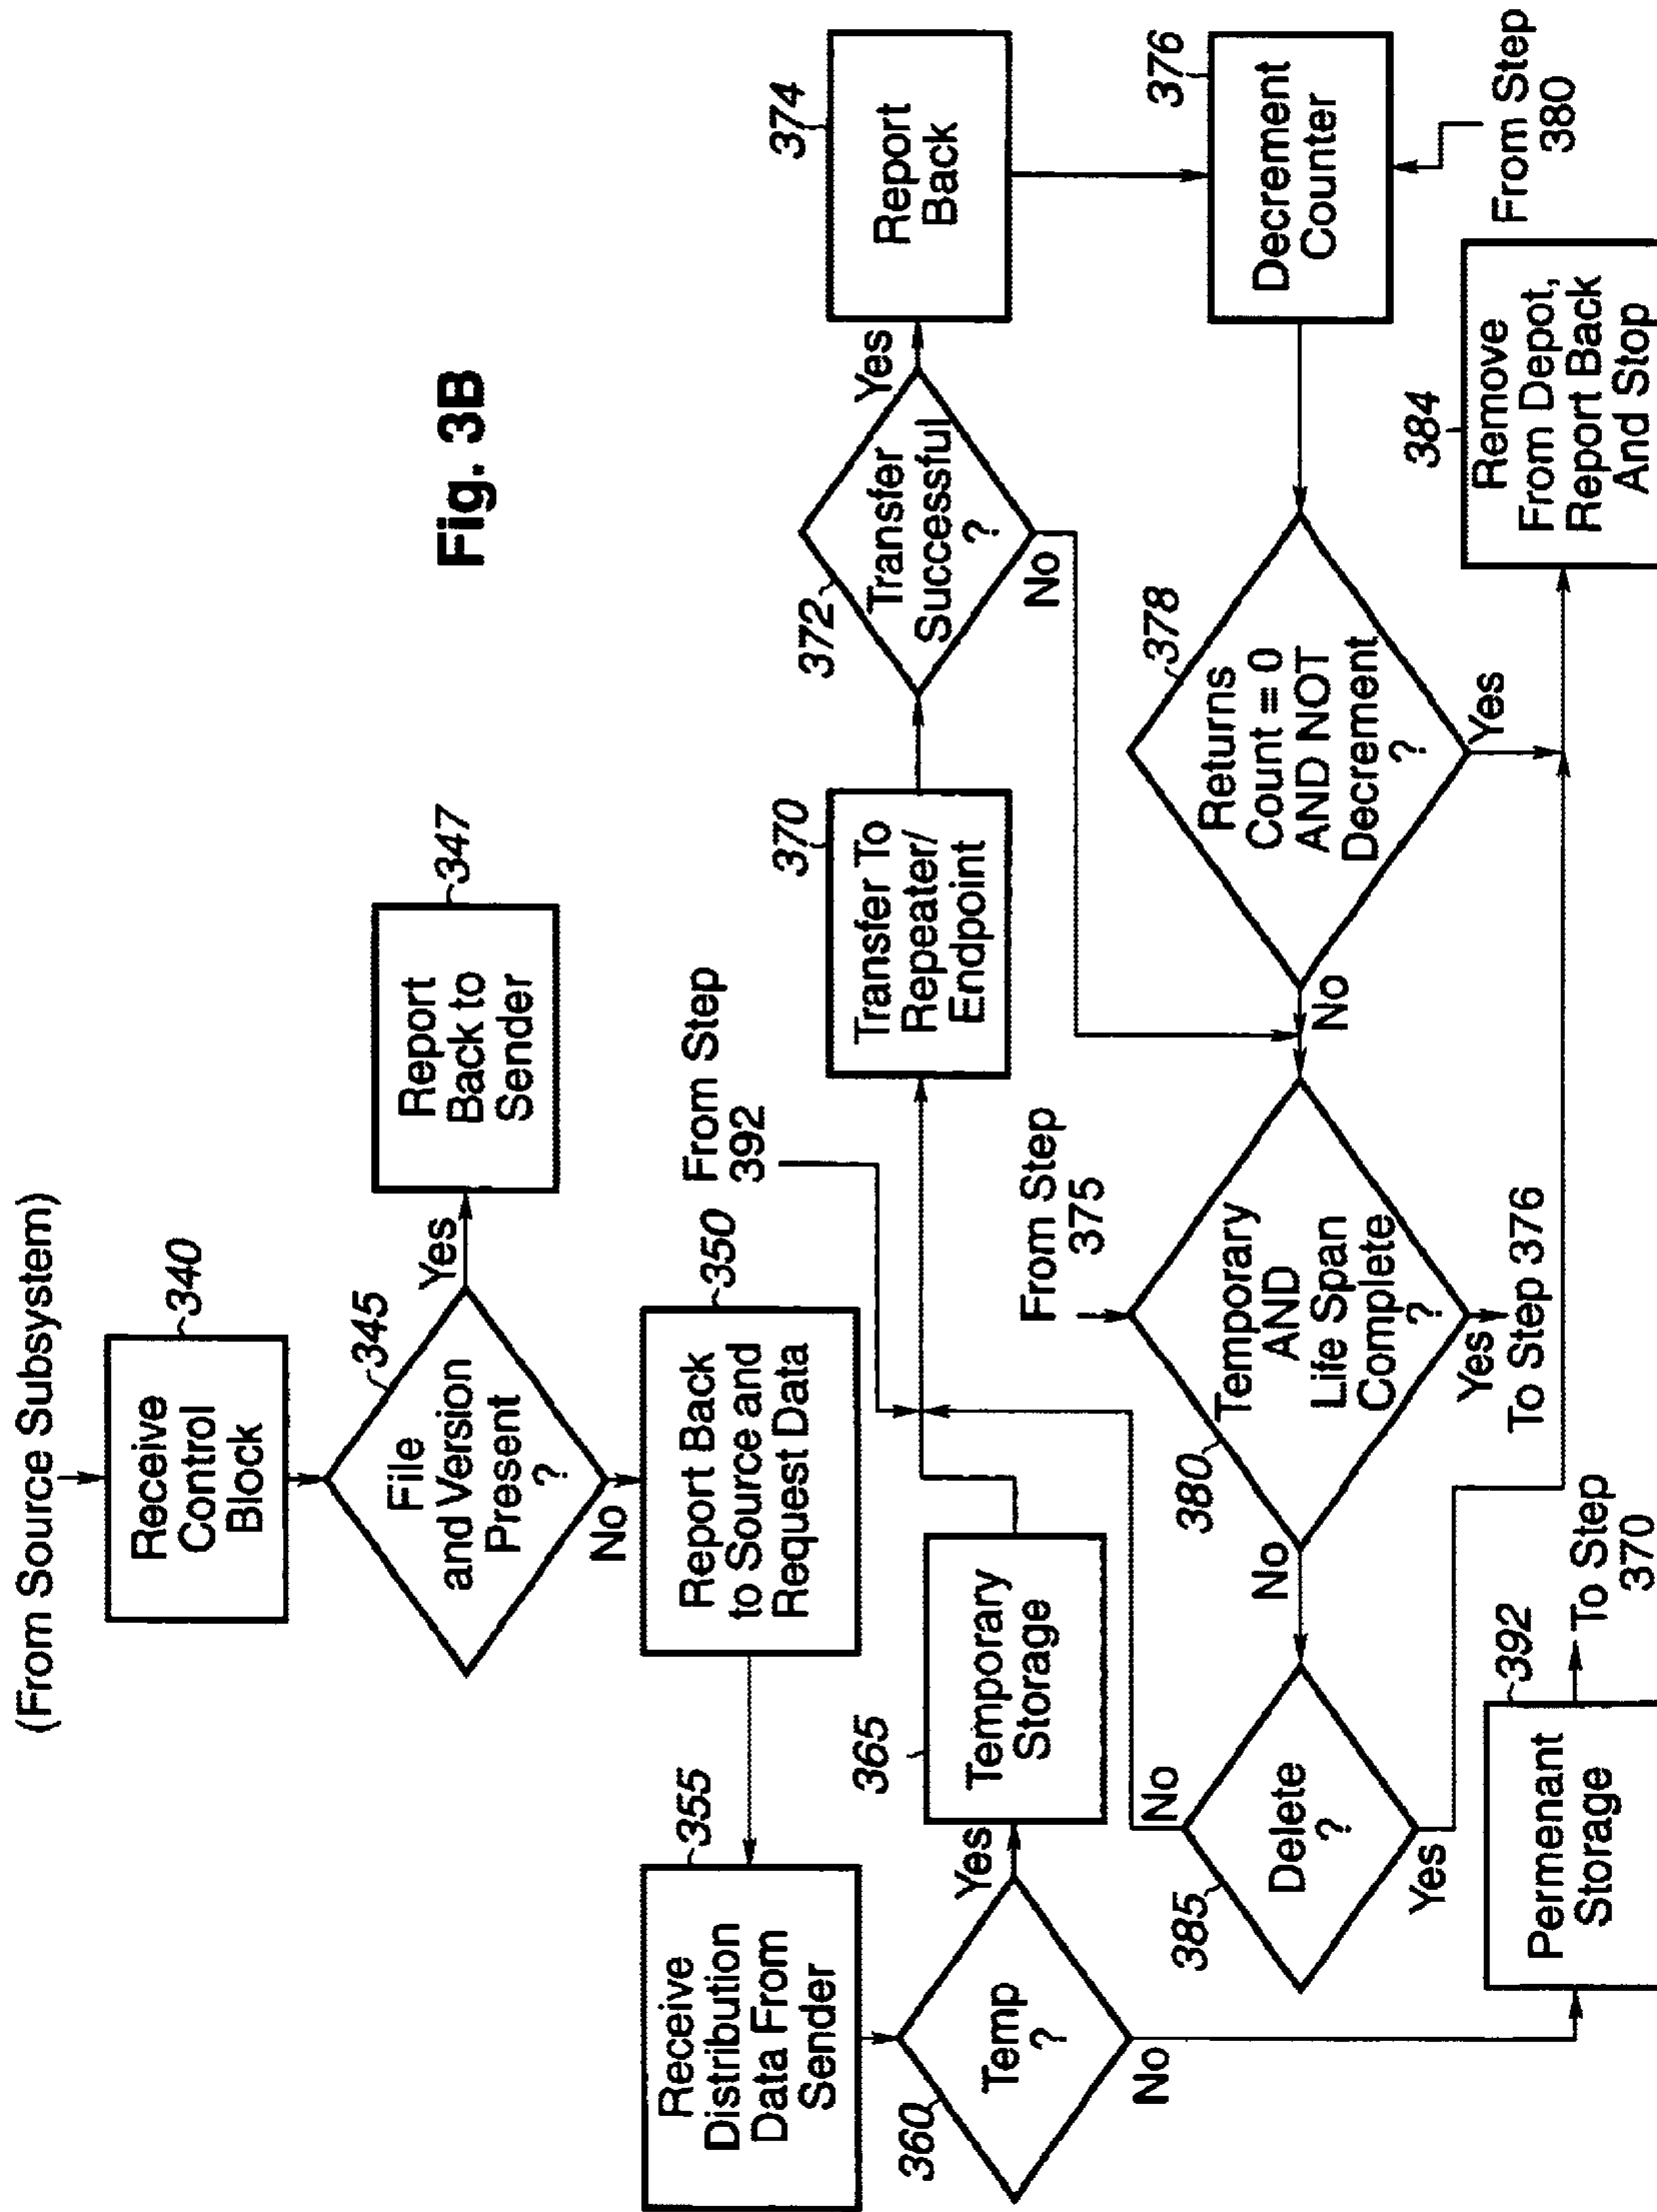 Fig. 3B
(From Source Subsystem)
340
Receive
Control
Block
345
File
and Version
Present
?
Yes
No
347
Report
Back to
Sender
350
Report Back
to Source and
Request Data
355
Receive
Distribution
Data From
Sender
360
Temp
?
Yes
No
365
Temporary
Storage
From Step
392
370
Transfer To
Repeater/
Endpoint
372
Transfer
Successful
?
Yes
No
374
Report
Back
376
Decrement
Counter
From Step
380
378
Returns
Count = 0
AND NOT
Decrement
?
Yes
No
From Step
375
380
Temporary
AND
Life Span
Complete
?
Yes
To Step 376
No
384
Remove
From Depot,
Report Back
And Stop
385
Delete
?
No
Yes
392
Permenant
Storage
To Step
370